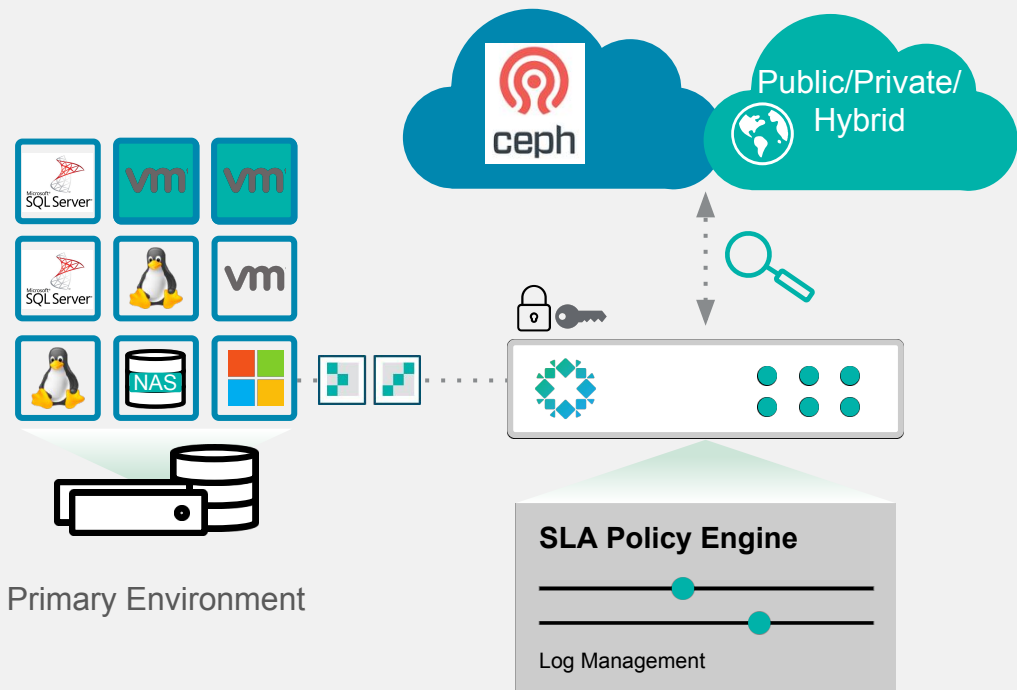 ceph
Public/Private/
Hybrid
Microsoft
SQL Server
vm
vm
Microsoft
SQL Server
vm
NAS
SLA Policy Engine
Log Management
Primary Environment